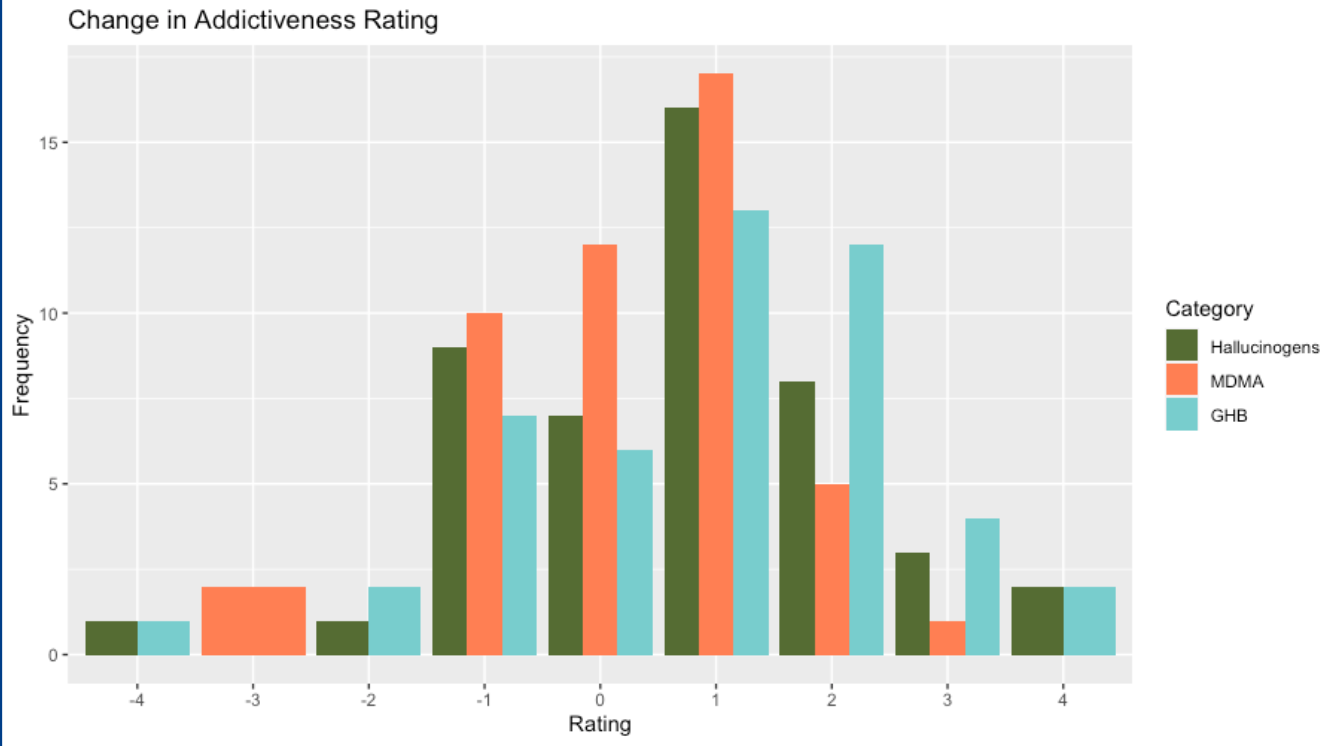 Change in Addictiveness Rating
15
10
5
0
Frequency
-4 -3 -2 -1 0 1 2 3 4
Rating
Category
Hallucinogens
MDMA
GHB